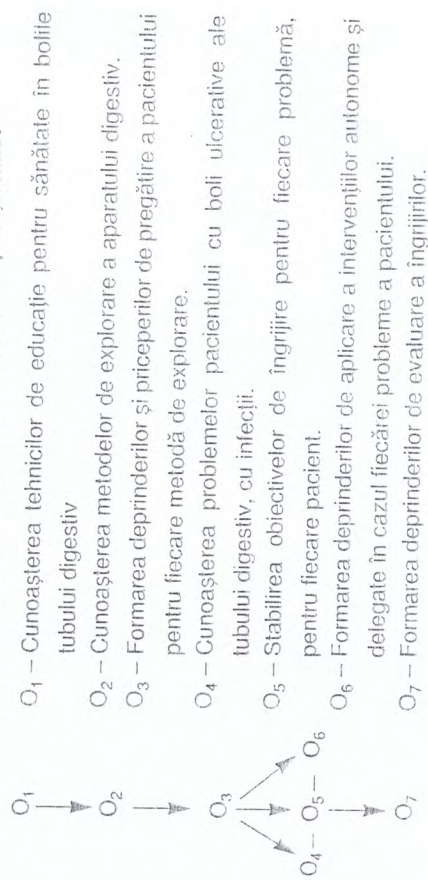 O₁ – Cunoașterea tehnicilor de educație pentru sănătate în bolile
tubului digestiv
O₂ – Cunoașterea metodelor de explorare a aparatului digestiv.
O₃ – Formarea deprinderilor și priceperilor de pregătire a pacientului
pentru fiecare metodă de explorare.
O₄ – Cunoașterea problemelor pacientului cu boli ulcerative ale
tubului digestiv, cu infecții.
O₅ – Stabilirea obiectivelor de îngrijire pentru fiecare problemă,
pentru fiecare pacient.
O₆ – Formarea deprinderilor de aplicare a intervențiilor autonome și
delegate în cazul fiecărei probleme a pacientului.
O₇ – Formarea deprinderilor de evaluare a îngrijirilor.
O₁
O₂
O₃
O₄ – O₅ – O₆
O₇